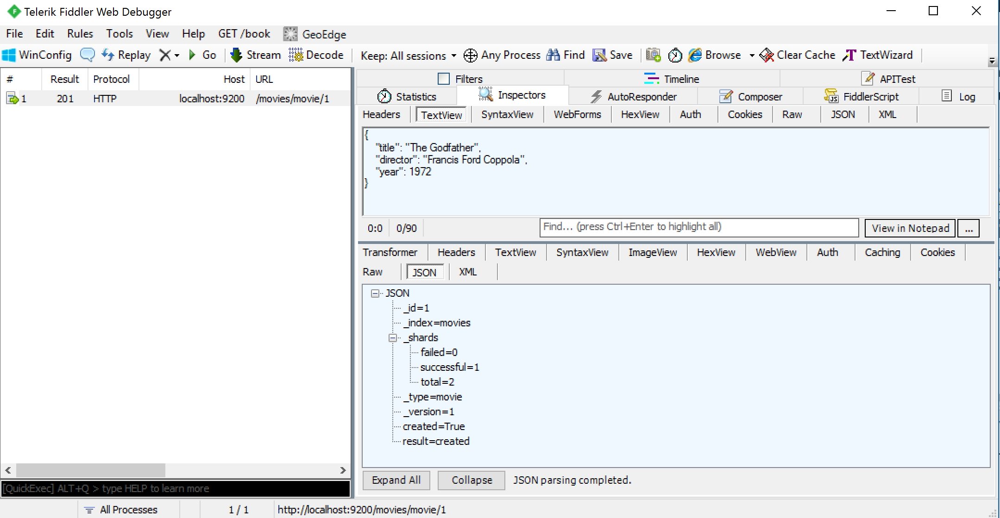 Telerik Fiddler Web Debugger
File Edit Rules Tools View Help GET /book GeoEdge
WinConfig Replay Go Stream Decode Keep: All sessions Any Process Find Save Browse Clear Cache TextWizard
# Result Protocol Host URL
1 201 HTTP localhost:9200 /movies/movie/1
[QuickExec] ALT+Q > type HELP to learn more
Filters Timeline APITest
Statistics Inspectors AutoResponder Composer FiddlerScript Log
Headers TextView SyntaxView WebForms HexView Auth Cookies Raw JSON XML
{
"title": "The Godfather",
"director": "Francis Ford Coppola",
"year": 1972
}
0:0 0/90 Find... (press Ctrl+Enter to highlight all) View in Notepad ...
Transformer Headers TextView SyntaxView ImageView HexView WebView Auth Caching Cookies
Raw JSON XML
JSON
_id=1
_index=movies
_shards
failed=0
successful=1
total=2
_type=movie
_version=1
created=True
result=created
Expand All Collapse JSON parsing completed.
All Processes 1 / 1 http://localhost:9200/movies/movie/1